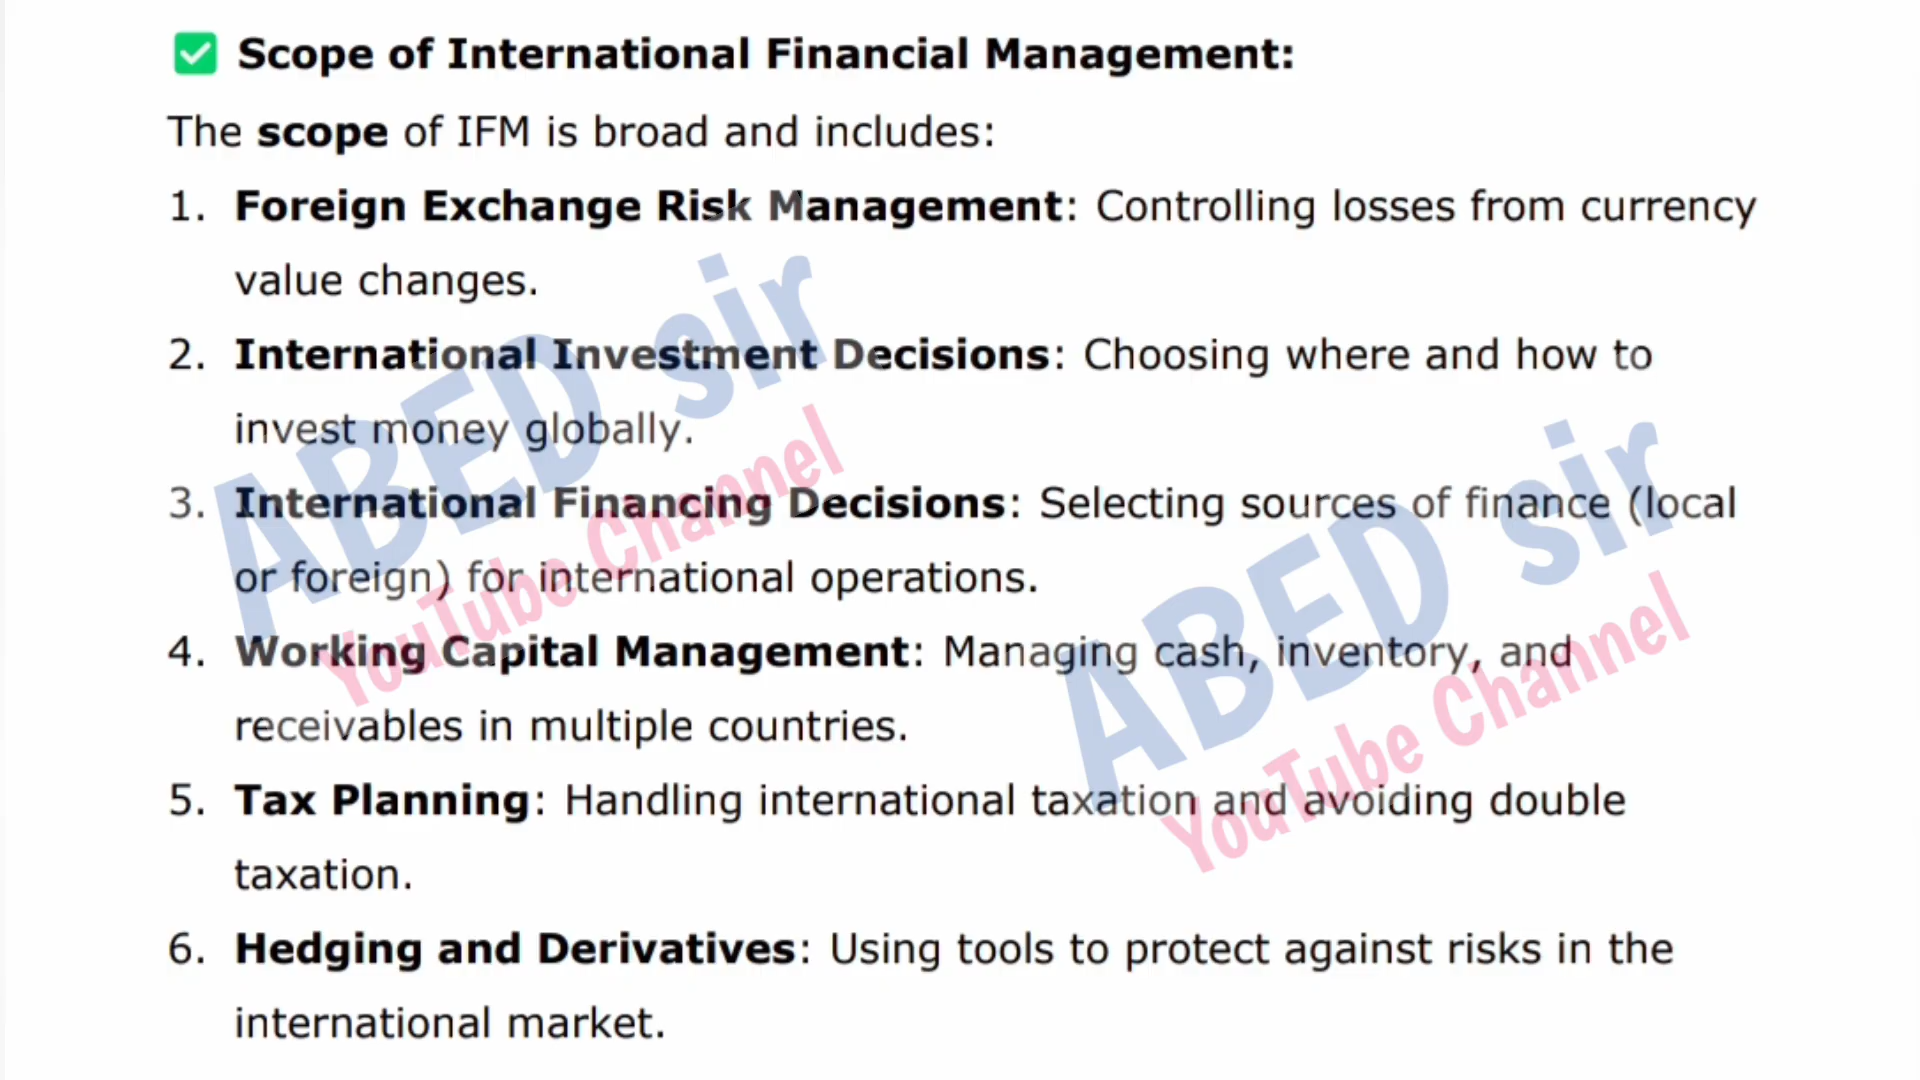 ✅ Scope of International Financial Management:
The scope of IFM is broad and includes:
1. Foreign Exchange Risk Management: Controlling losses from currency
value changes.
2. International Investment Decisions: Choosing where and how to
invest money globally.
3. International Financing Decisions: Selecting sources of finance (local
or foreign) for international operations.
4. Working Capital Management: Managing cash, inventory, and
receivables in multiple countries.
5. Tax Planning: Handling international taxation and avoiding double
taxation.
6. Hedging and Derivatives: Using tools to protect against risks in the
international market.
ABED sir
YouTube Channel
ABED sir
YouTube Channel